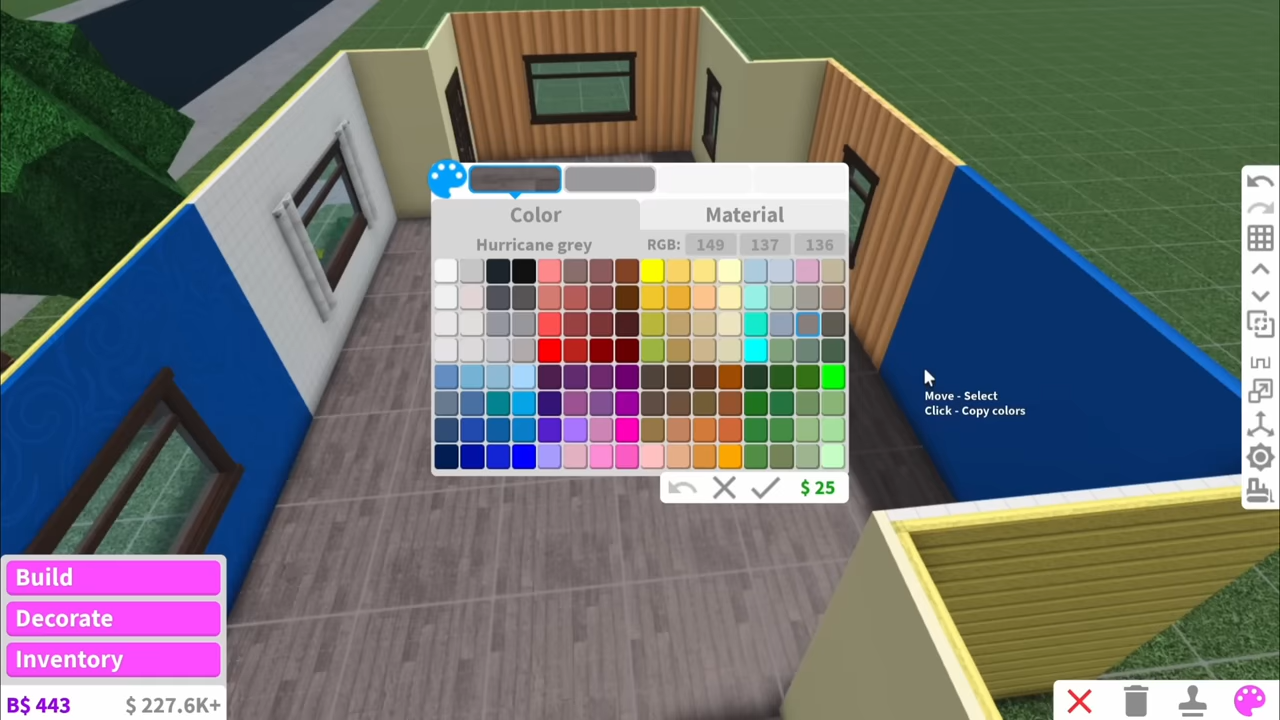 Color
Material
Hurricane grey
RGB: 149 137 136
Move - Select
Click - Copy colors
$ 25
Build
Decorate
Inventory
B$ 443
$ 227.6K+